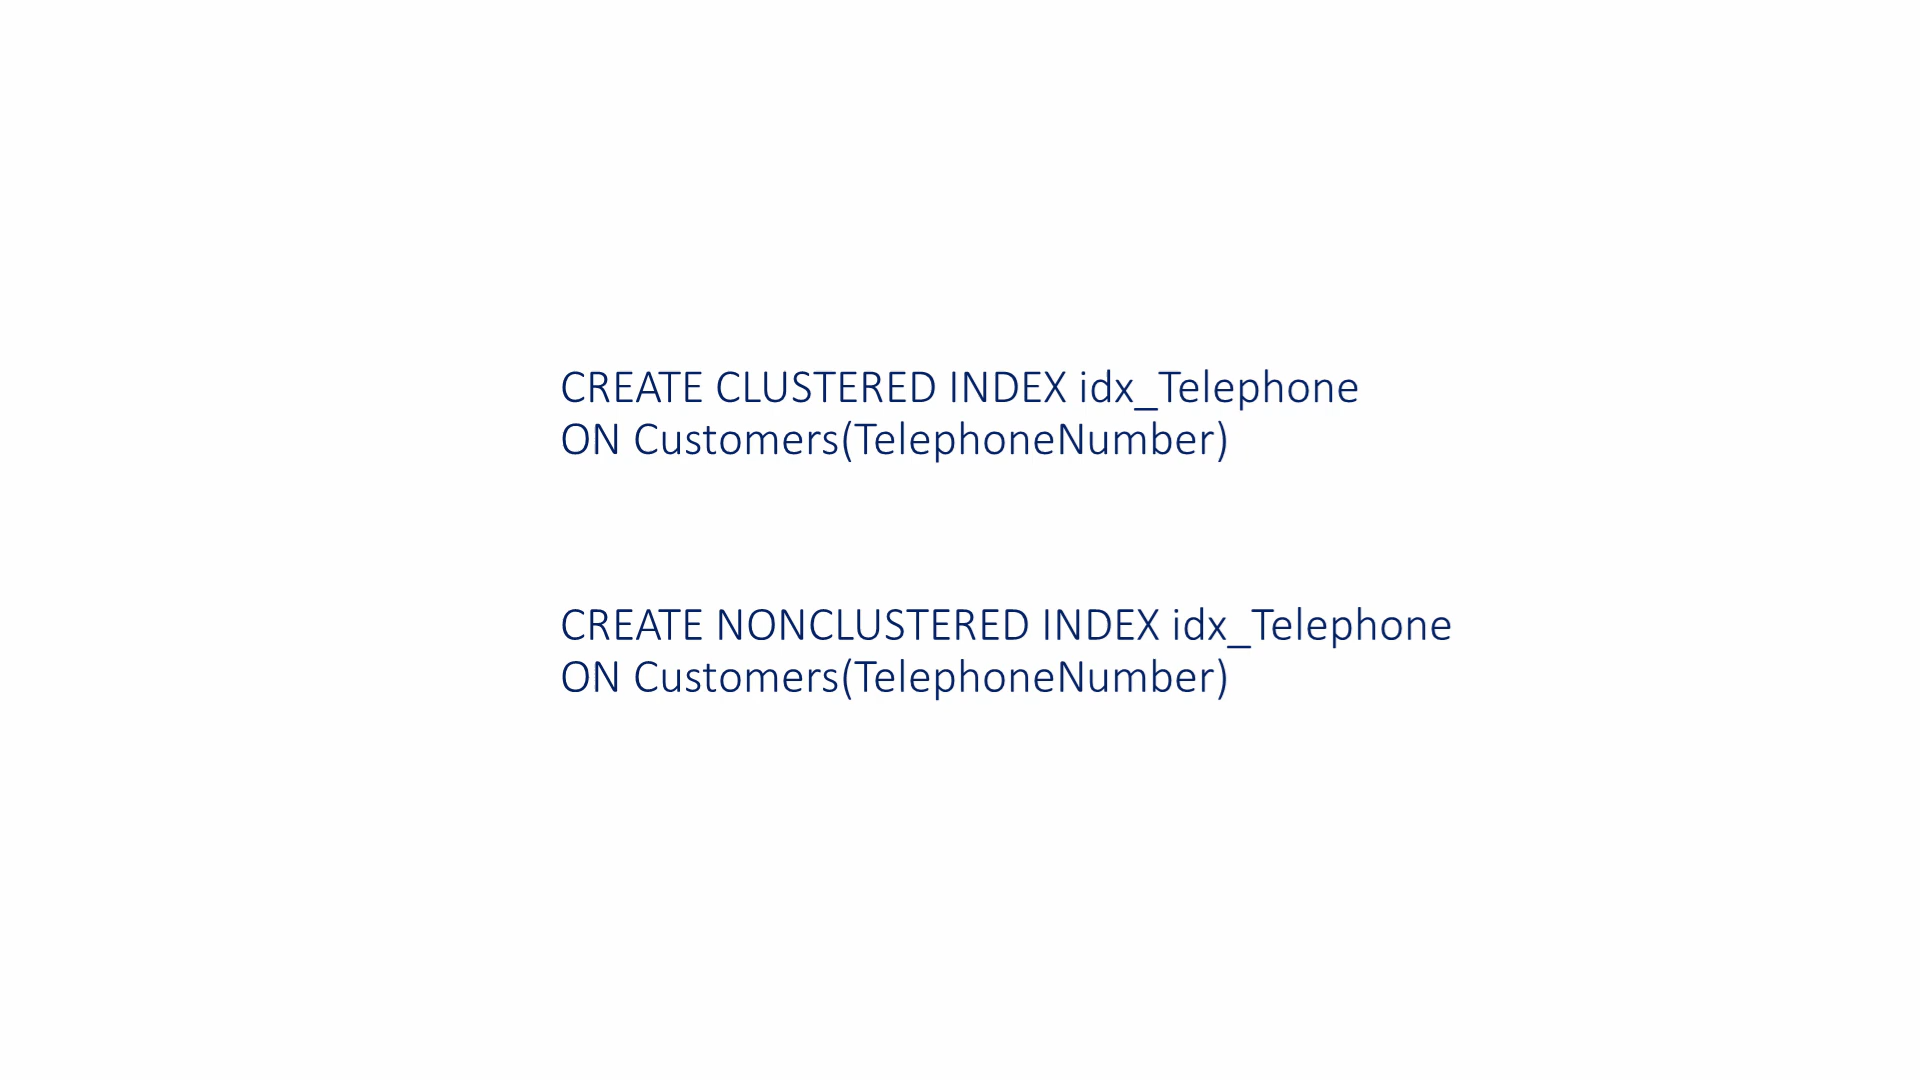 CREATE CLUSTERED INDEX idx_Telephone
ON Customers(TelephoneNumber)
CREATE NONCLUSTERED INDEX idx_Telephone
ON Customers(TelephoneNumber)